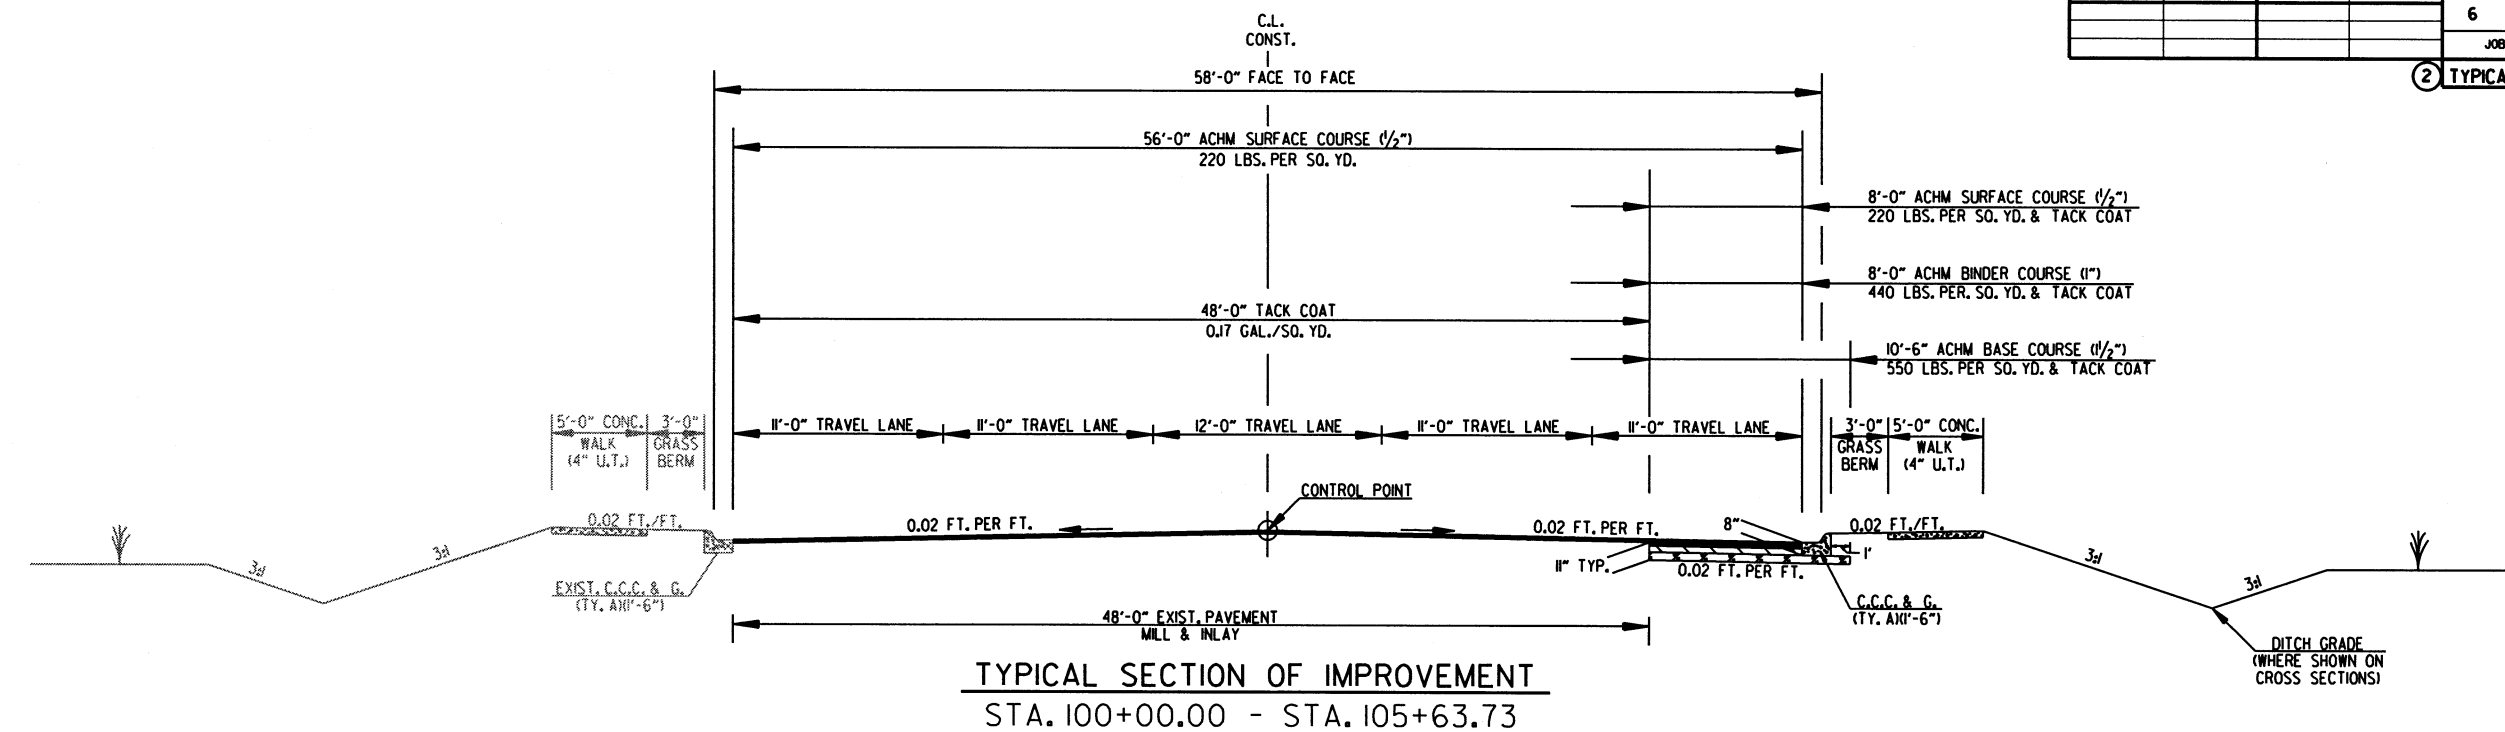 C.L.
CONST.
6
JOB
2 TYPICA
58'-0" FACE TO FACE
56'-0" ACHM SURFACE COURSE (1/2")
220 LBS. PER SQ. YD.
8'-0" ACHM SURFACE COURSE (1/2")
220 LBS. PER SQ. YD. & TACK COAT
8'-0" ACHM BINDER COURSE (1")
440 LBS. PER. SQ. YD. & TACK COAT
48'-0" TACK COAT
0.17 GAL./SQ. YD.
10'-6" ACHM BASE COURSE (1 1/2")
550 LBS. PER SQ. YD. & TACK COAT
5'-0" CONC.
WALK
(4" U.T.)
3'-0"
GRASS
BERM
11'-0" TRAVEL LANE
11'-0" TRAVEL LANE
12'-0" TRAVEL LANE
11'-0" TRAVEL LANE
11'-0" TRAVEL LANE
3'-0"
GRASS
BERM
5'-0" CONC.
WALK
(4" U.T.)
CONTROL POINT
0.02 FT./FT.
0.02 FT. PER FT.
0.02 FT. PER FT.
8"
0.02 FT./FT.
3:1
3:1
11" TYP.
0.02 FT. PER FT.
1'
3:1
3:1
EXIST. C.C.C. & G.
(TY. A)(1'-6")
C.C.C. & G.
(TY. A)(1'-6")
48'-0" EXIST. PAVEMENT
MILL & INLAY
DITCH GRADE
(WHERE SHOWN ON
CROSS SECTIONS)
TYPICAL SECTION OF IMPROVEMENT
STA. 100+00.00 - STA. 105+63.73